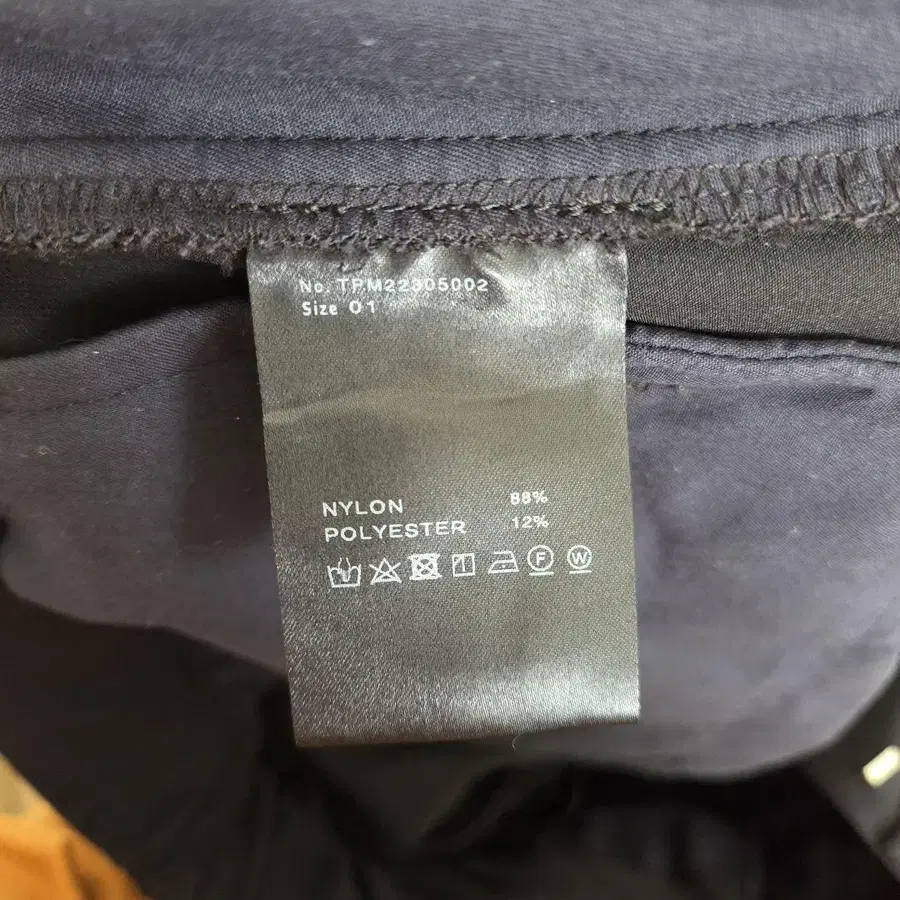 No. TPM22305002
Size 01
NYLON 88%
POLYESTER 12%
F W